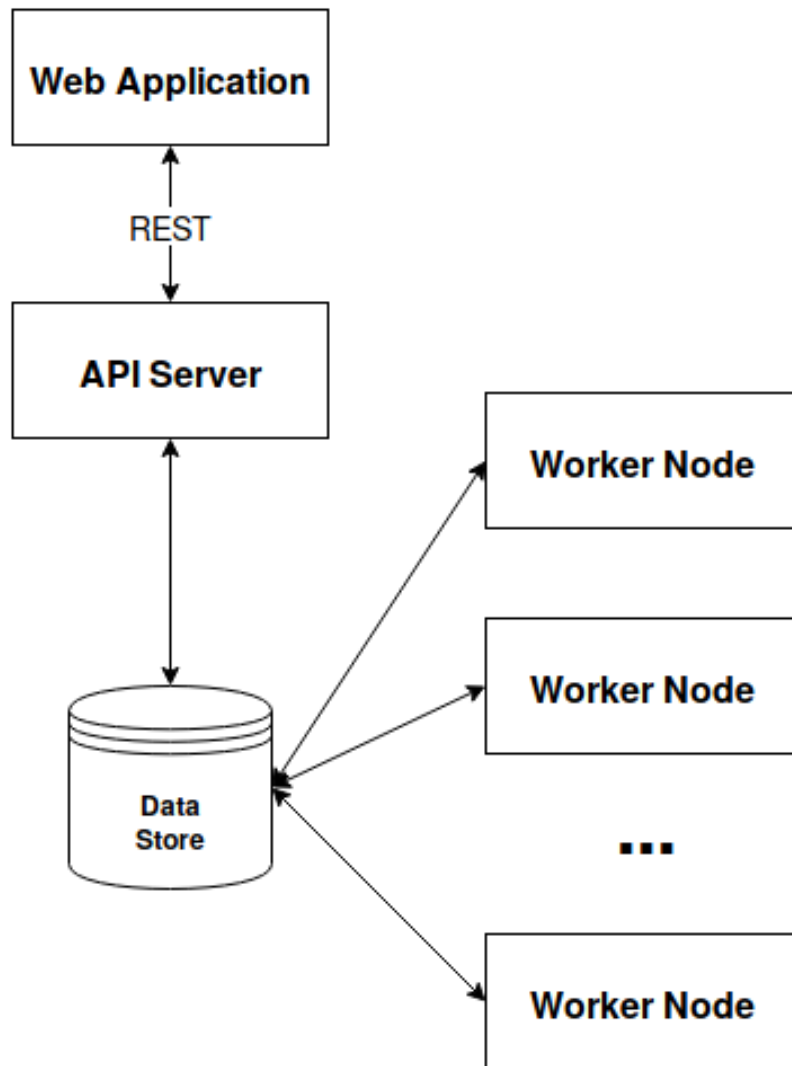 Web Application
REST
API Server
Worker Node
Worker Node
Data
Store
...
Worker Node